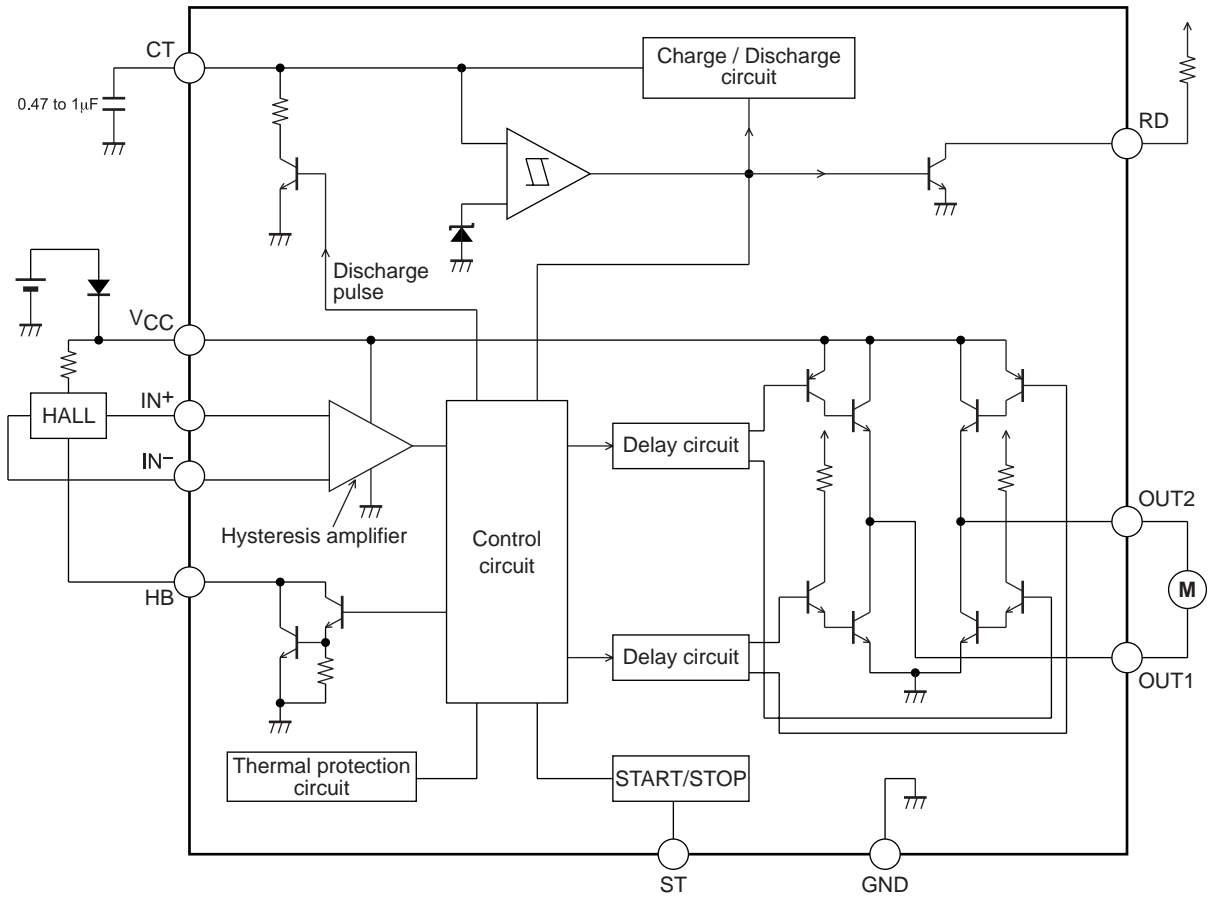 CT
Charge / Discharge
circuit
0.47 to 1μF
RD
Discharge
pulse
VCC
IN+
HALL
IN−
Delay circuit
Hysteresis amplifier
Control
circuit
OUT2
HB
M
Delay circuit
OUT1
Thermal protection
circuit
START/STOP
ST
GND